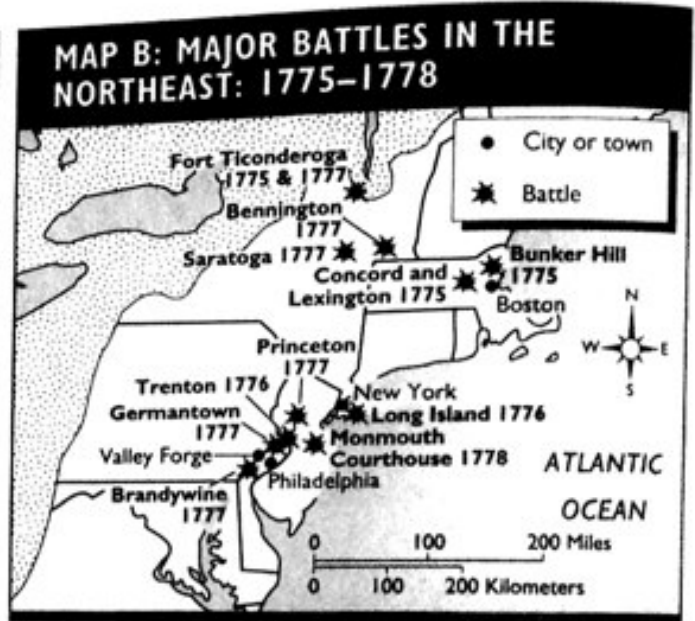 MAP B: MAJOR BATTLES IN THE
NORTHEAST: 1775–1778
City or town
Battle
Fort Ticonderoga
1775 & 1777
Bennington
1777
Saratoga 1777
Bunker Hill
1775
Concord and
Lexington 1775
Boston
N
W
E
S
Princeton
1777
Trenton 1776
New York
Long Island 1776
Germantown
1777
Monmouth
Courthouse 1778
Valley Forge
Philadelphia
Brandywine
1777
ATLANTIC
OCEAN
0 100 200 Miles
0 100 200 Kilometers